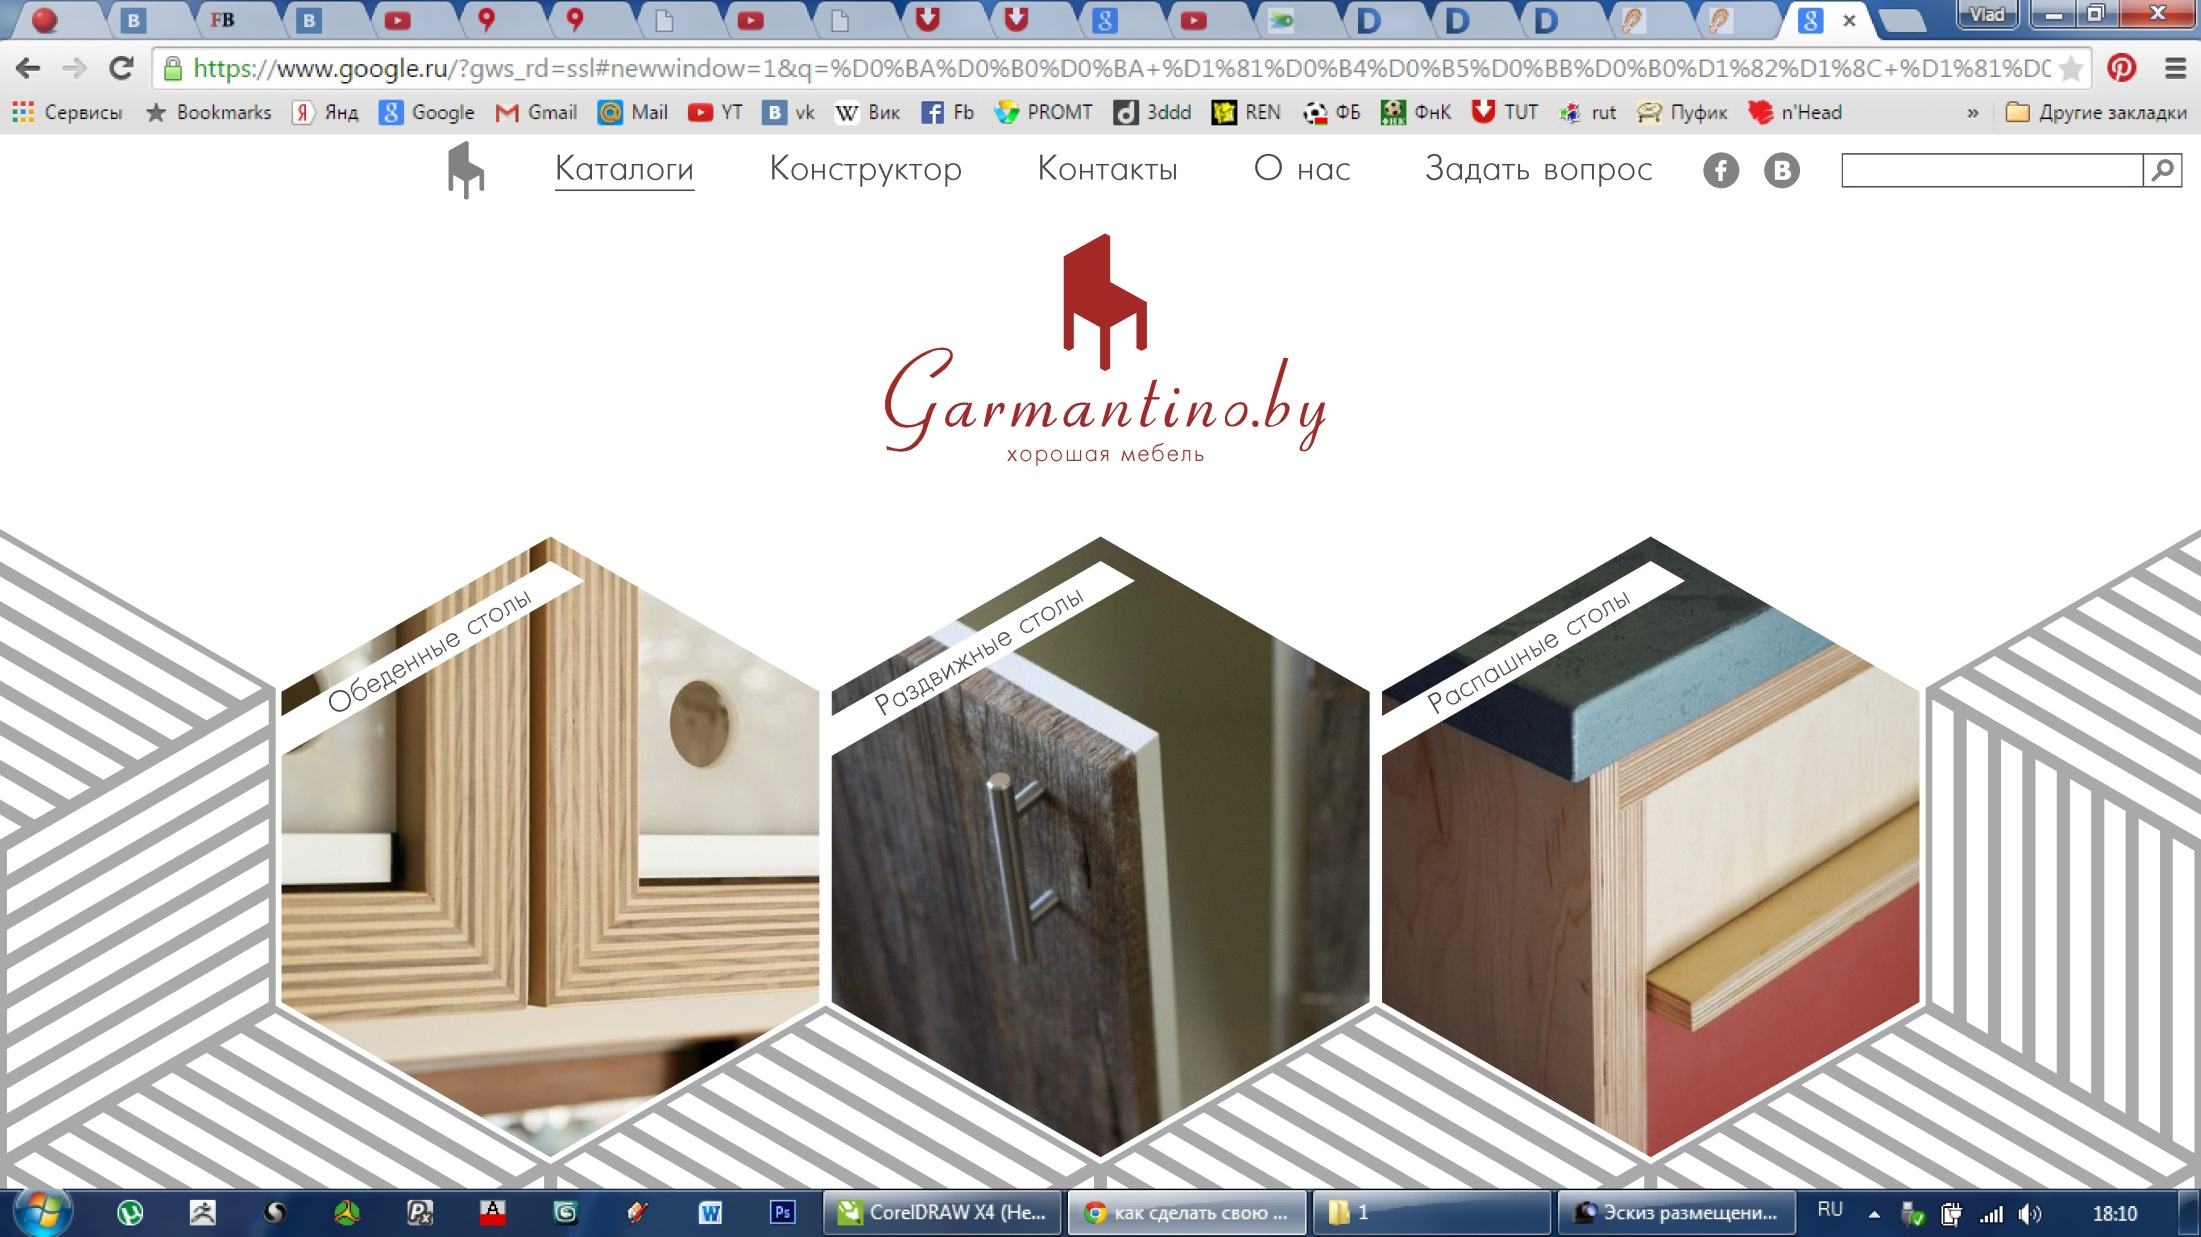 FB
Vlad
https://www.google.ru/?gws_rd=ssl#newwindow=1&q=%D0%BA%D0%B0%D0%BA+%D1%81%D0%B4%D0%B5%D0%BB%D0%B0%D1%82%D1%8C+%D1%81%D0
Сервисы Bookmarks Янд Google Gmail Mail YT vk Вик Fb PROMT 3ddd REN ФБ ФнК TUT rut Пуфик n'Head » Другие закладки
Каталоги Конструктор Контакты О нас Задать вопрос
Garmantino.by
хорошая мебель
Обеденные столы
Раздвижные столы
Распашные столы
CorelDRAW X4 (Не... как сделать свою ... 1 Эскиз размещени... RU 18:10